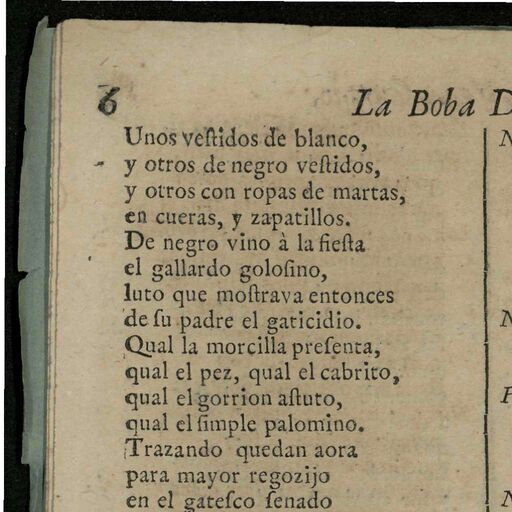 6 La Boba D
Unos veſtidos de blanco,
y otros de negro veſtidos,
y otros con ropas de martas,
en cueras, y zapatillos.
De negro vino à la fieſta
el gallardo goloſino,
luto que moſtrava entonces
de ſu padre el gaticidio.
Qual la morcilla preſenta,
qual el pez, qual el cabrito,
qual el gorrion aſtuto,
qual el ſimple palomino.
Trazando quedan aora
para mayor regozijo
en el gateſco ſenado
N
N
F
N